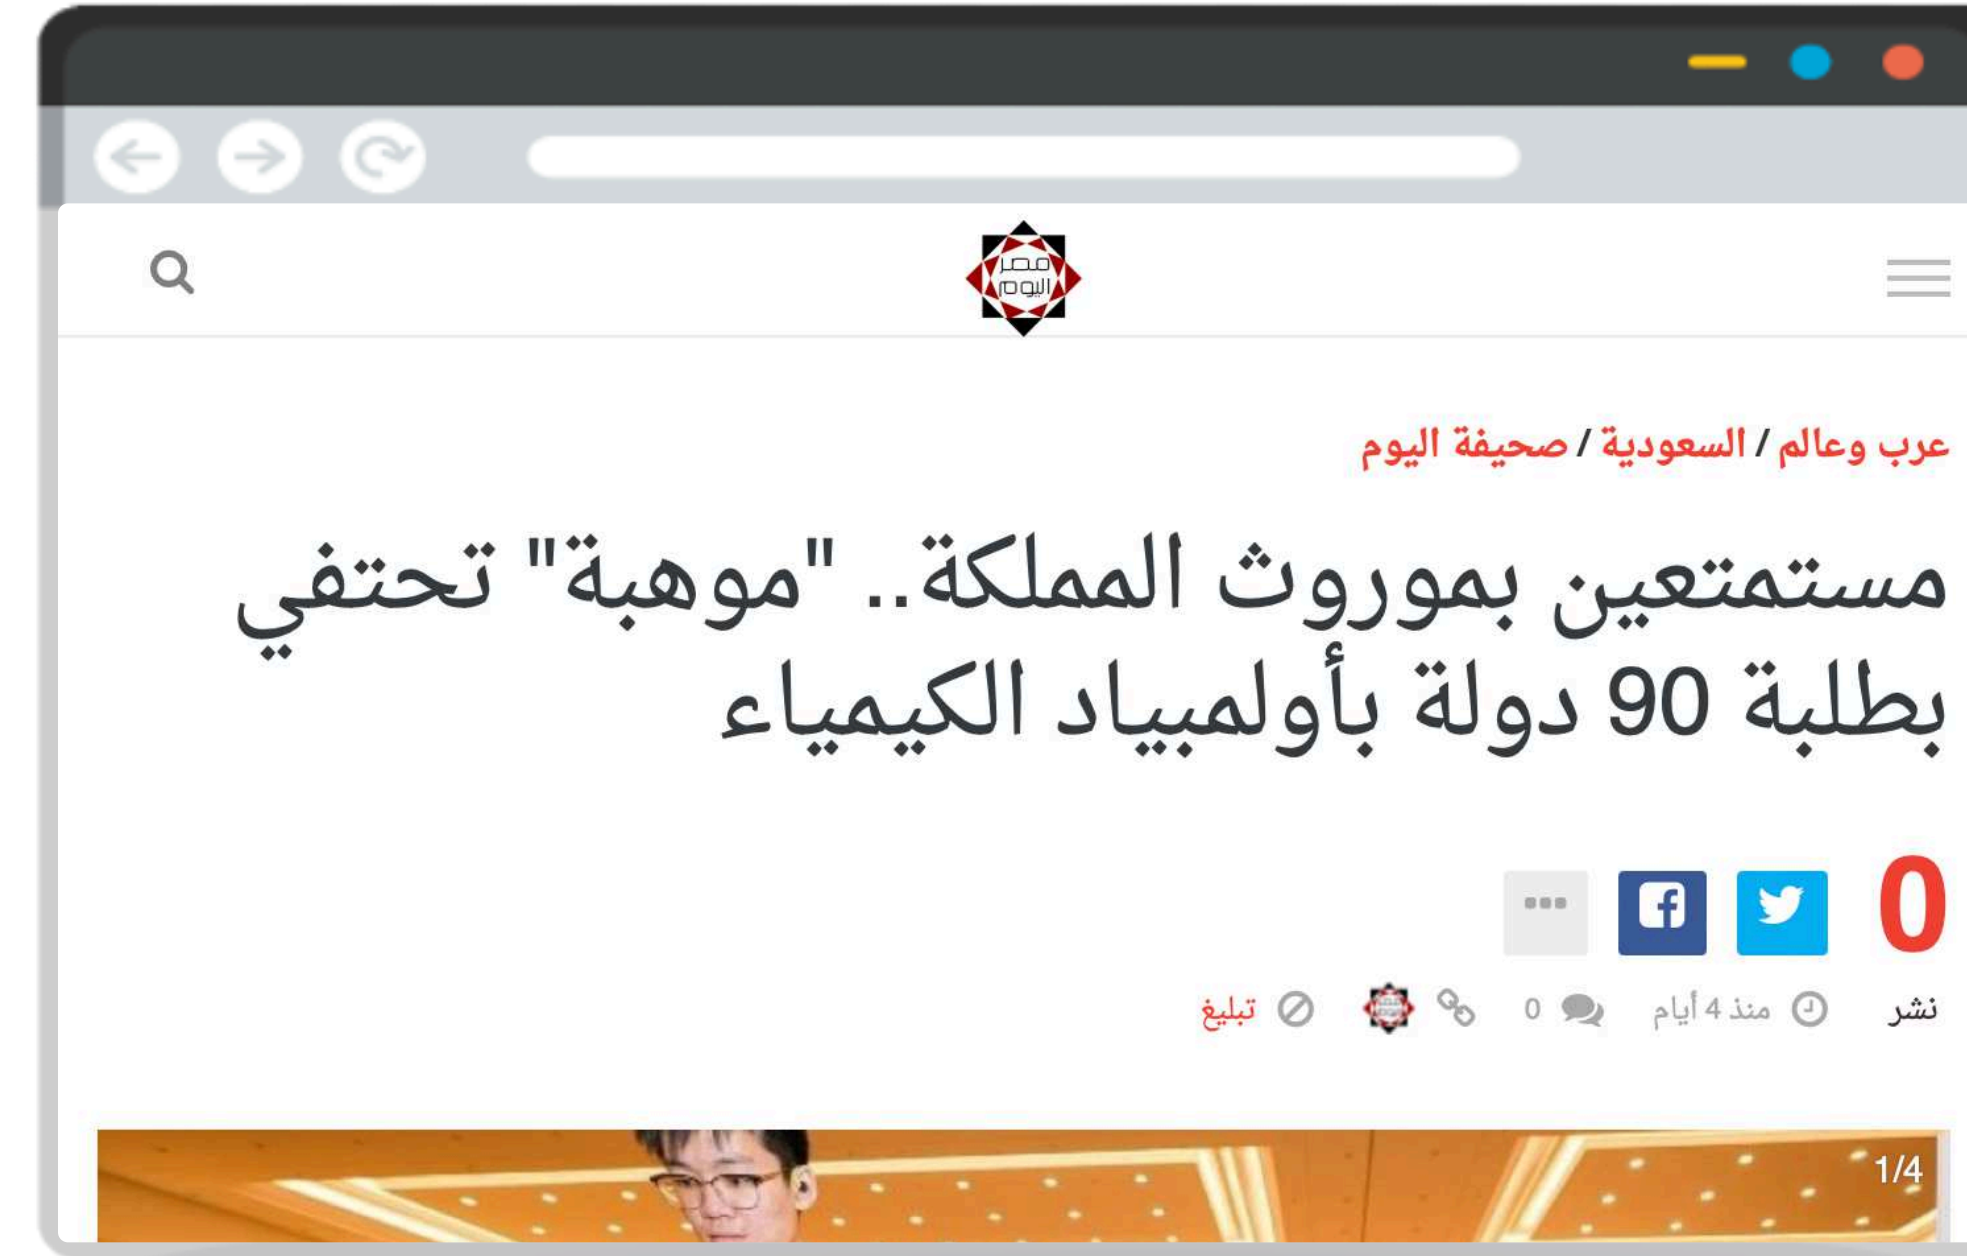 مصر
اليوم
عرب وعالم / السعودية / صحيفة اليوم
مستمتعين بموروث المملكة.. "موهبة" تحتفي
بطلبة 90 دولة بأولمبياد الكيمياء
0
نشر منذ 4 أيام 0 تبليغ
1/4